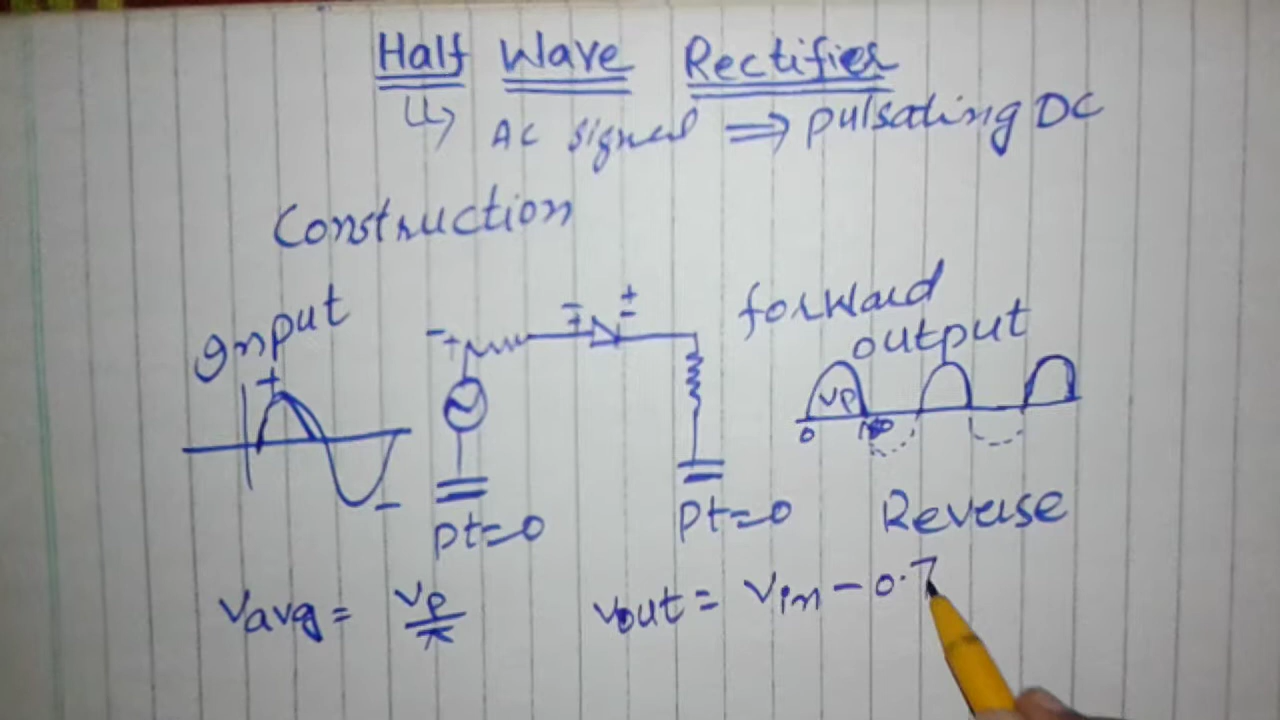 Half Wave Rectifier
↳ AC signal ⇒ pulsating DC
Construction
Input
forward
output
+
-
- +
- +
+ -
Vp
0
180
pt=0
pt=0
Reverse
Vavg = Vp/π
Vout = Vin - 0.7